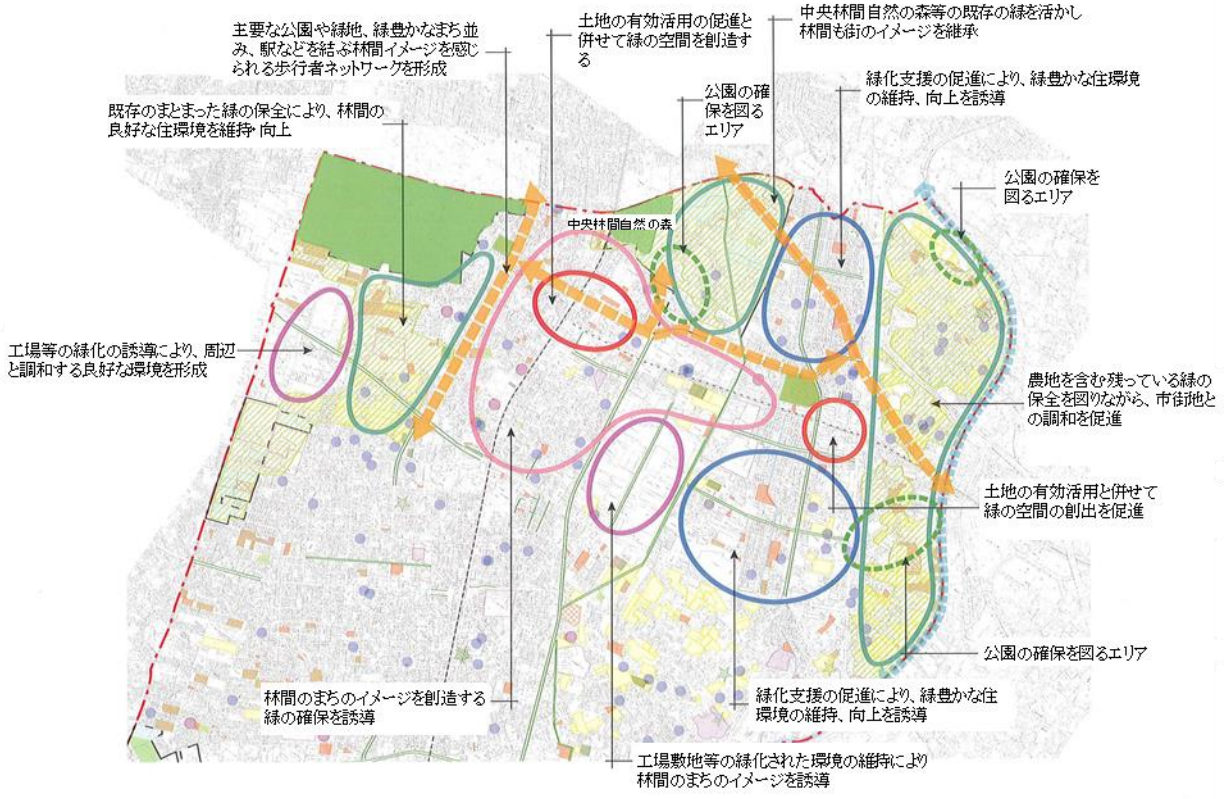 主要な公園や緑地、緑豊かなまち並
み、駅などを結ぶ林間イメージを感じ
られる歩行者ネットワークを形成
土地の有効活用の促進と
併せて緑の空間を創造す
る
中央林間自然の森等の既存の緑を活かし
林間も街のイメージを継承
公園の確
保を図る
エリア
緑化支援の促進により、緑豊かな住環境
の維持、向上を誘導
既存のまとまった緑の保全により、林間の
良好な住環境を維持・向上
公園の確保を
図るエリア
中央林間自然の森
工場等の緑化の誘導により、周辺
と調和する良好な環境を形成
農地を含む残っている緑の
保全を図りながら、市街地と
の調和を促進
土地の有効活用と併せて
緑の空間の創出を促進
公園の確保を図るエリア
林間のまちのイメージを創造する
緑の確保を誘導
緑化支援の促進により、緑豊かな住
環境の維持、向上を誘導
工場敷地等の緑化された環境の維持により
林間のまちのイメージを誘導